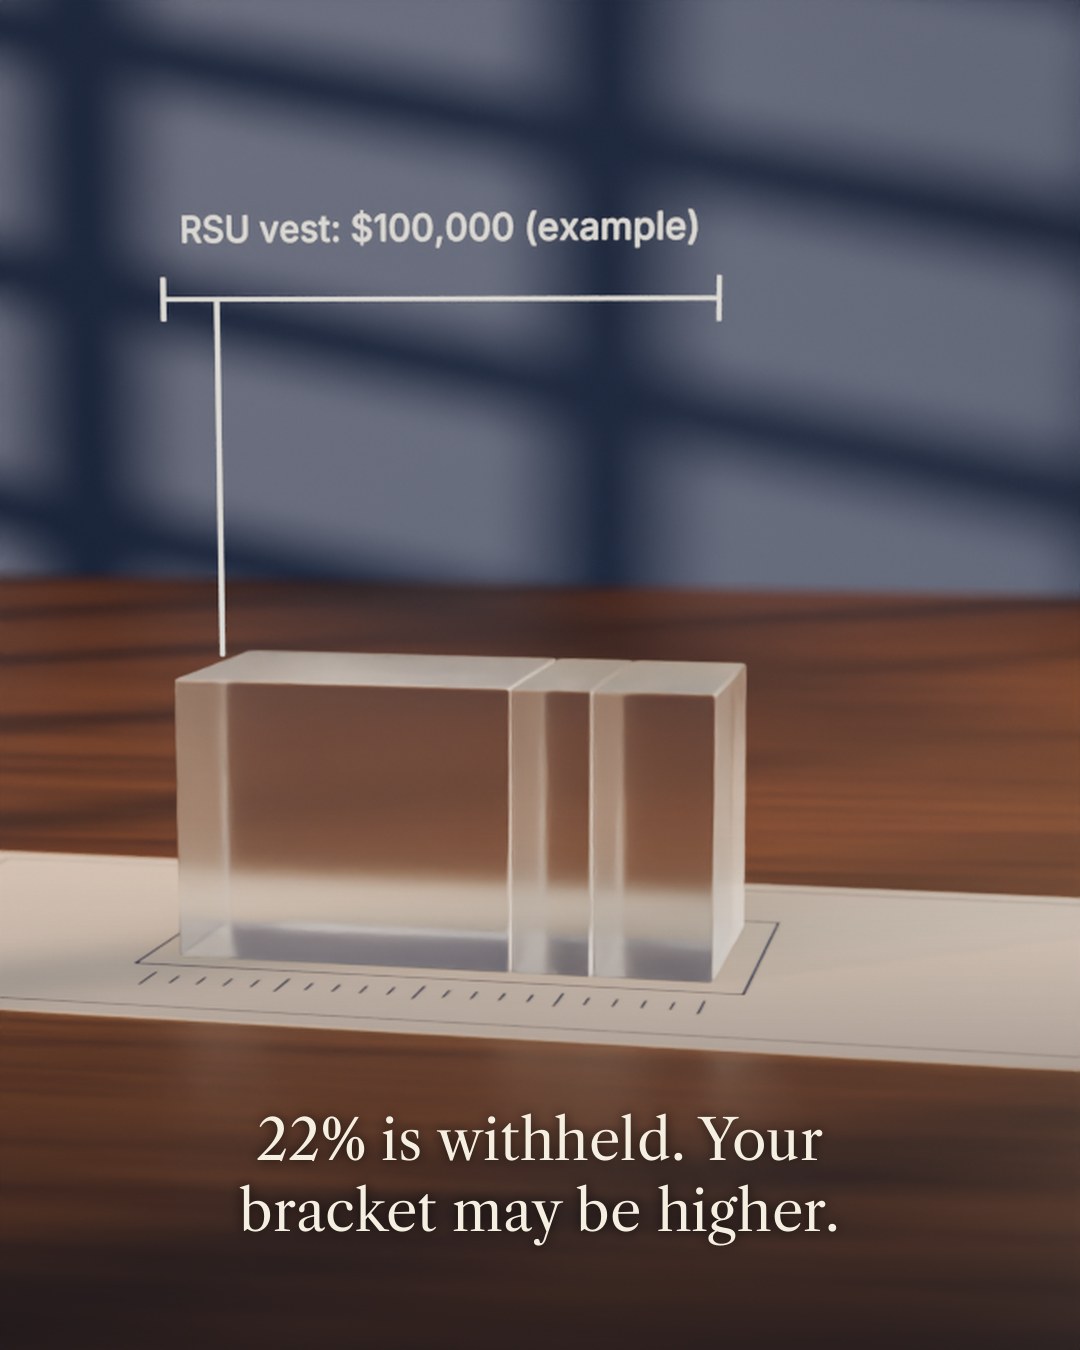 RSU vest: $100,000 (example)
22% is withheld. Your
bracket may be higher.